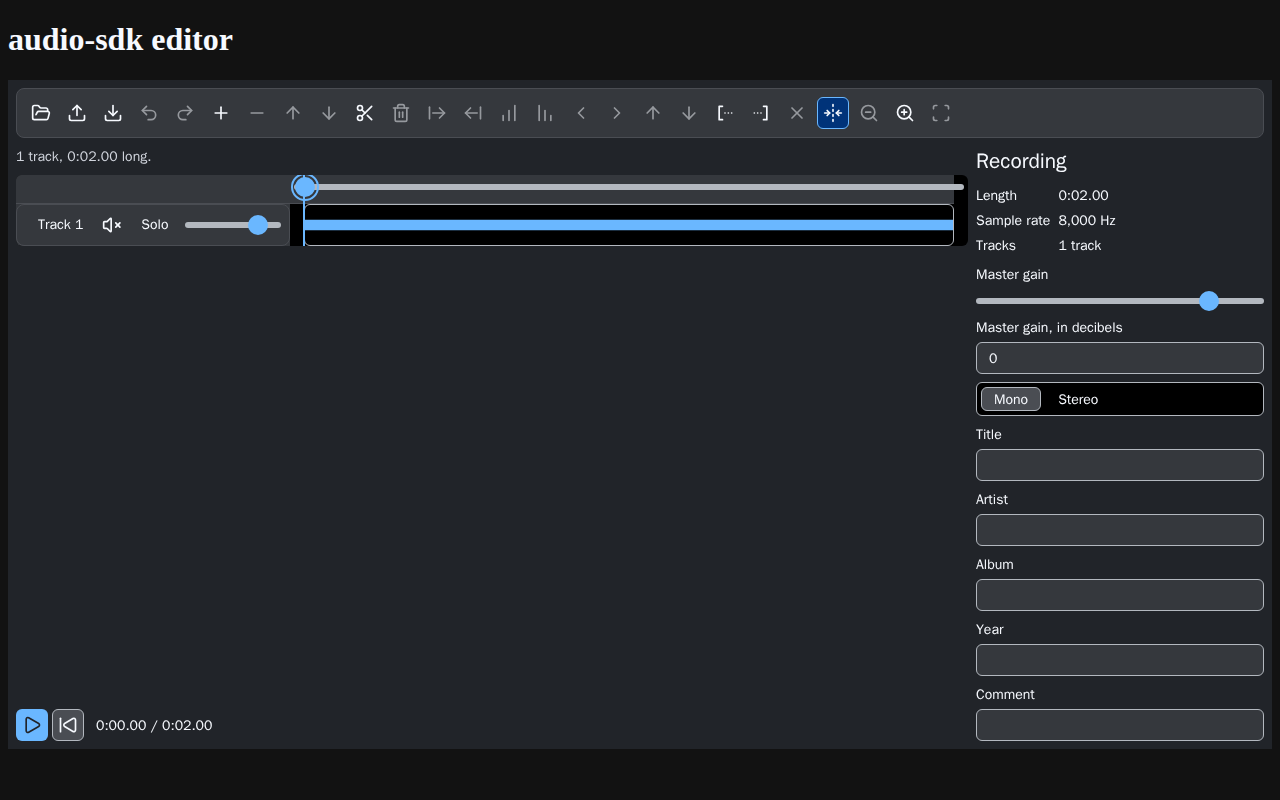 audio-sdk editor
1 track, 0:02.00 long.
Track 1 Solo
0:00.00 / 0:02.00
Recording
Length 0:02.00
Sample rate 8,000 Hz
Tracks 1 track
Master gain
Master gain, in decibels
0
Mono Stereo
Title
Artist
Album
Year
Comment